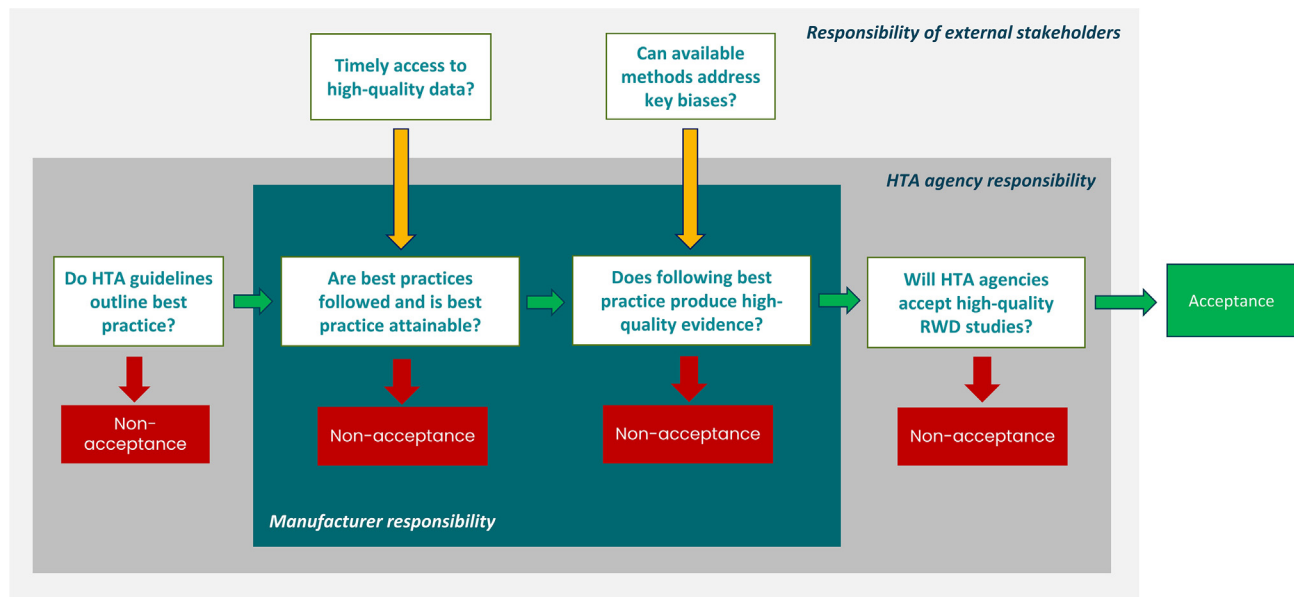 Responsibility of external stakeholders
Timely access to
high-quality data?
Can available
methods address
key biases?
HTA agency responsibility
Do HTA guidelines
outline best
practice?
Are best practices
followed and is best
practice attainable?
Does following best
practice produce high-
quality evidence?
Will HTA agencies
accept high-quality
RWD studies?
Acceptance
Non-
acceptance
Non-acceptance
Non-acceptance
Non-acceptance
Manufacturer responsibility